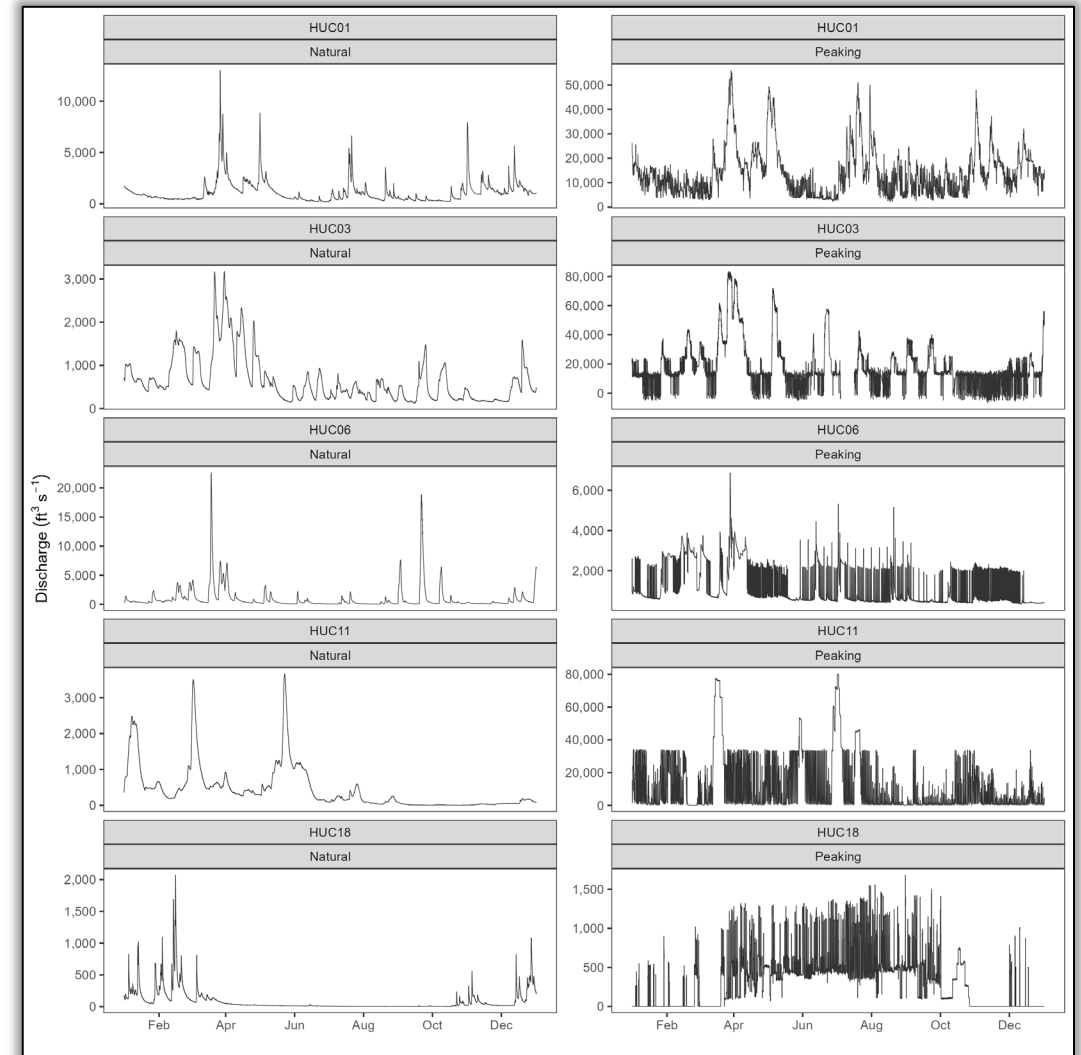 HUC01
Natural
10,000
5,000
0
HUC01
Peaking
50,000
40,000
30,000
20,000
10,000
0
HUC03
Natural
3,000
2,000
1,000
0
HUC03
Peaking
80,000
60,000
40,000
20,000
0
HUC06
Natural
20,000
15,000
10,000
5,000
0
HUC06
Peaking
6,000
4,000
2,000
Discharge (ft³ s⁻¹)
HUC11
Natural
3,000
2,000
1,000
0
HUC11
Peaking
80,000
60,000
40,000
20,000
0
HUC18
Natural
2,000
1,500
1,000
500
0
Feb Apr Jun Aug Oct Dec
HUC18
Peaking
1,500
1,000
500
0
Feb Apr Jun Aug Oct Dec